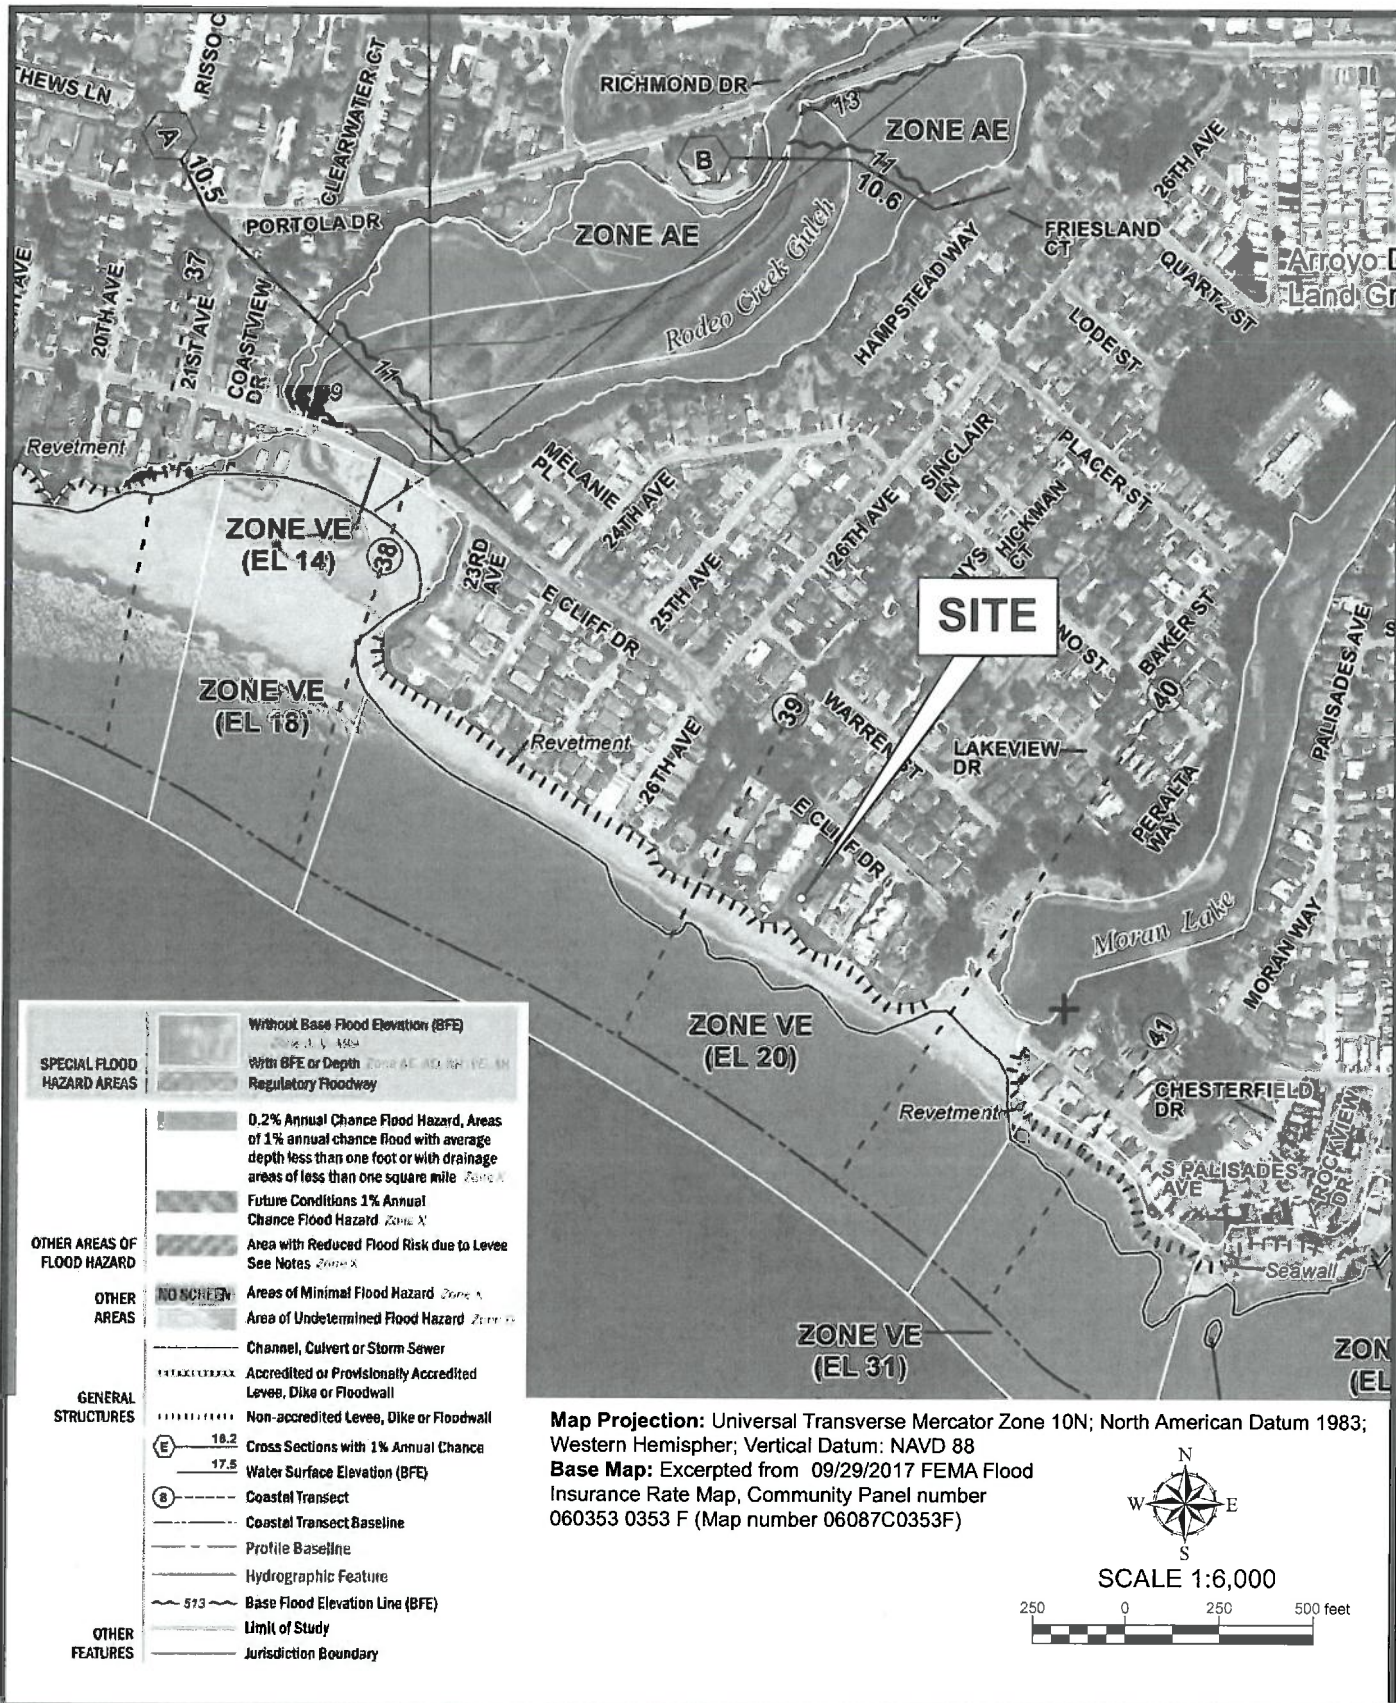 RICHMOND DR
13
ZONE AE
A
10.5
CLEARWATER CT
B
11
10.6
26TH AVE
PORTOLA DR
ZONE AE
FRIESLAND
CT
QUARTZ ST
Arroyo
Land
37
20TH AVE
21ST AVE
COASTVIEW
DR
Rodeo Creek Gulch
HAMPSTEAD WAY
LODE ST
11
9
Revetment
MELANIE
PL
24TH AVE
SINCLAIR
LN
PLACER ST
ZONE VE
(EL 14)
38
23RD
AVE
25TH AVE
26TH AVE
HICKMAN
CT
SITE
E CLIFF DR
BAKER ST
40
PALISADES AVE
ZONE VE
(EL 18)
Revetment
26TH AVE
39
WARREN ST
LAKEVIEW
DR
PERALTA
WAY
E CLIFF DR
Moran Lake
MORAN WAY
ZONE VE
(EL 20)
41
CHESTERFIELD
DR
Revetment
S PALISADES
AVE
ROCKVIEW
DR
Seawall
ZONE VE
(EL 31)
SPECIAL FLOOD
HAZARD AREAS
Without Base Flood Elevation (BFE)
With BFE or Depth
Regulatory Floodway
0.2% Annual Chance Flood Hazard, Areas
of 1% annual chance flood with average
depth less than one foot or with drainage
areas of less than one square mile Zone X
Future Conditions 1% Annual
Chance Flood Hazard Zone X
OTHER AREAS OF
FLOOD HAZARD
Area with Reduced Flood Risk due to Levee
See Notes Zone X
OTHER
AREAS
NO SCREEN
Areas of Minimal Flood Hazard Zone X
Area of Undetermined Flood Hazard
GENERAL
STRUCTURES
Channel, Culvert or Storm Sewer
Accredited or Provisionally Accredited
Levee, Dike or Floodwall
Non-accredited Levee, Dike or Floodwall
E
18.2
Cross Sections with 1% Annual Chance
17.5
Water Surface Elevation (BFE)
8
Coastal Transect
Coastal Transect Baseline
Profile Baseline
Hydrographic Feature
513
Base Flood Elevation Line (BFE)
OTHER
FEATURES
Limit of Study
Jurisdiction Boundary
Map Projection: Universal Transverse Mercator Zone 10N; North American Datum 1983;
Western Hemispher; Vertical Datum: NAVD 88
Base Map: Excerpted from 09/29/2017 FEMA Flood
Insurance Rate Map, Community Panel number
060353 0353 F (Map number 06087C0353F)
N
W
E
S
SCALE 1:6,000
250 0 250 500 feet